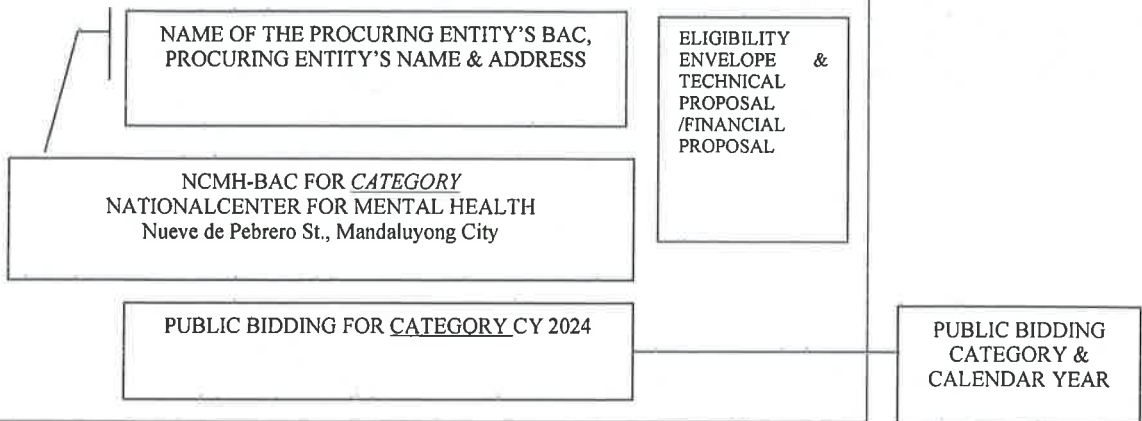 NAME OF THE PROCURING ENTITY'S BAC,
PROCURING ENTITY'S NAME & ADDRESS
ELIGIBILITY
ENVELOPE &
TECHNICAL
PROPOSAL
/FINANCIAL
PROPOSAL
NCMH-BAC FOR CATEGORY
NATIONALCENTER FOR MENTAL HEALTH
Nueve de Pebrero St., Mandaluyong City
PUBLIC BIDDING FOR CATEGORY CY 2024
PUBLIC BIDDING
CATEGORY &
CALENDAR YEAR